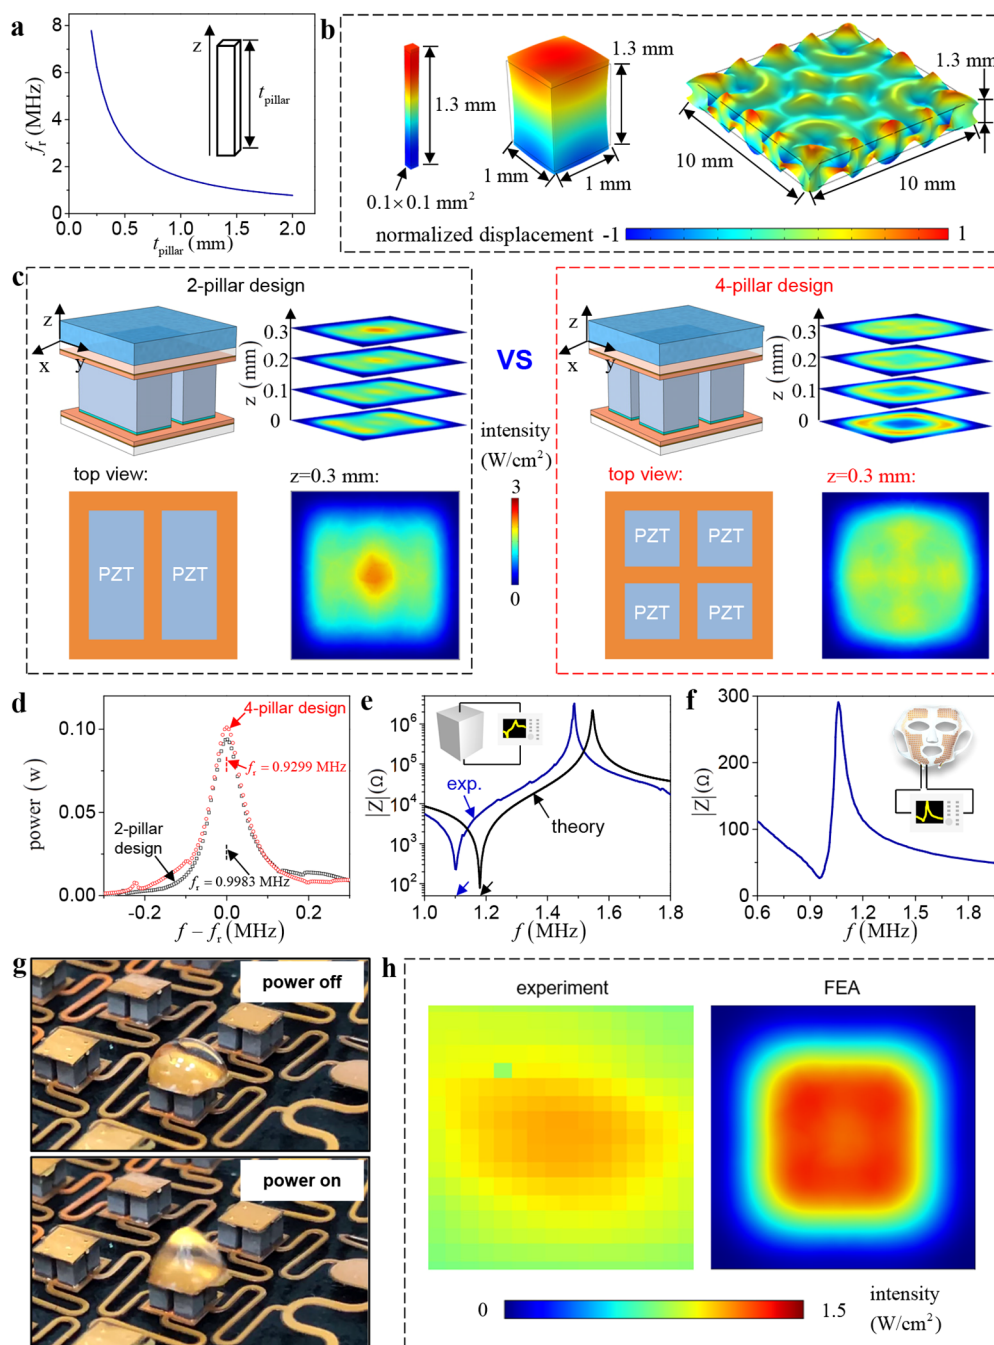 a
8
6
4
2
0
f_r (MHz)
0.0 0.5 1.0 1.5 2.0
t_pillar (mm)
z
t_pillar
b
1.3 mm
0.1×0.1 mm²
1.3 mm
1 mm
1 mm
1.3 mm
10 mm
10 mm
normalized displacement -1 1
c
2-pillar design
z
x
y
z (mm)
0.3
0.2
0.1
0
top view:
z=0.3 mm:
PZT PZT
VS
intensity
(W/cm²)
3
0
4-pillar design
z
x
y
z (mm)
0.3
0.2
0.1
0
top view:
z=0.3 mm:
PZT PZT
PZT PZT
d
power (w)
0.10
0.05
0.00
4-pillar design
f_r = 0.9299 MHz
2-pillar
design
f_r = 0.9983 MHz
-0.2 0.0 0.2
f − f_r (MHz)
e
|Z| (Ω)
10⁶
10⁵
10⁴
10³
10²
exp.
theory
1.0 1.2 1.4 1.6 1.8
f (MHz)
f
|Z| (Ω)
300
200
100
0
0.6 0.9 1.2 1.5 1.8
f (MHz)
g
power off
power on
h
experiment
FEA
0 1.5
intensity
(W/cm²)